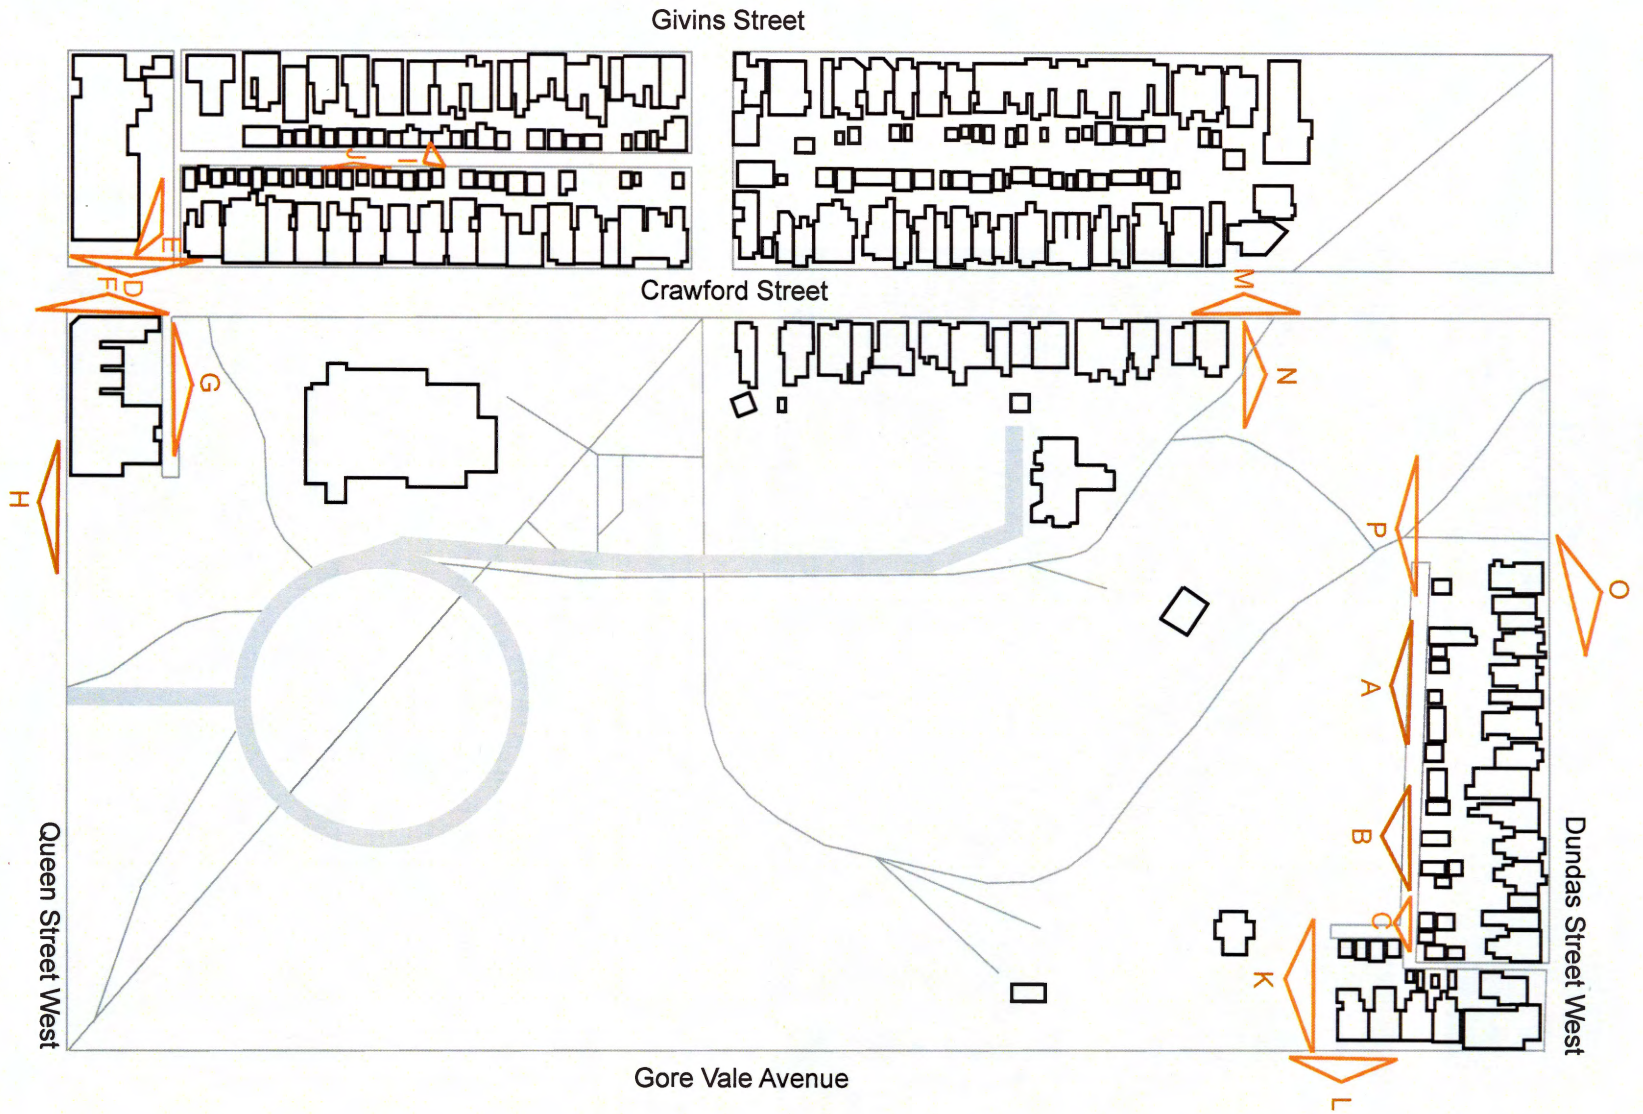 Givins Street
J
I
E
D
F
M
Crawford Street
G
N
H
P
O
A
B
C
K
Queen Street West
Dundas Street West
Gore Vale Avenue
L